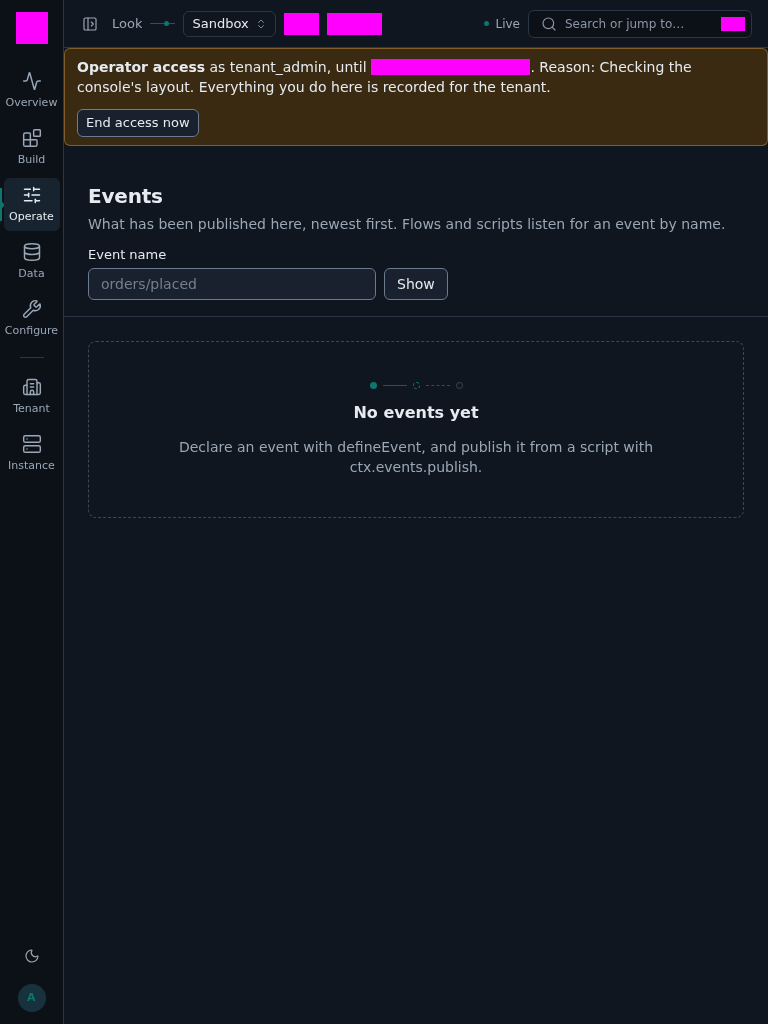 Look
Sandbox
Live
Search or jump to...
Operator access as tenant_admin, until . Reason: Checking the
console's layout. Everything you do here is recorded for the tenant.
End access now
Overview
Build
Operate
Data
Configure
Tenant
Instance
A
Events
What has been published here, newest first. Flows and scripts listen for an event by name.
Event name
orders/placed
Show
No events yet
Declare an event with defineEvent, and publish it from a script with
ctx.events.publish.